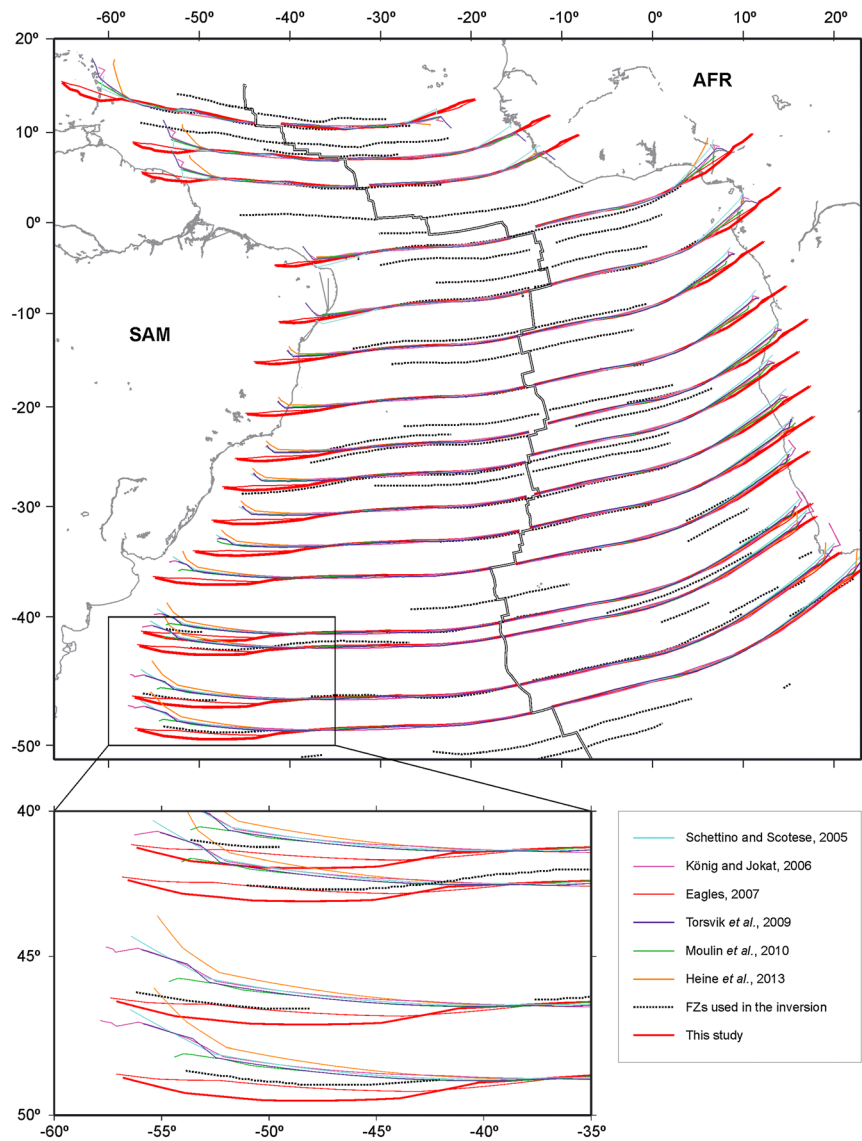 -60º -50º -40º -30º -20º -10º 0º 10º 20º
20º
AFR
10º
0º
-10º
SAM
-20º
-30º
-40º
-50º
40º
45º
50º
-60º -55º -50º -45º -40º -35º
Schettino and Scotese, 2005
König and Jokat, 2006
Eagles, 2007
Torsvik et al., 2009
Moulin et al., 2010
Heine et al., 2013
FZs used in the inversion
This study